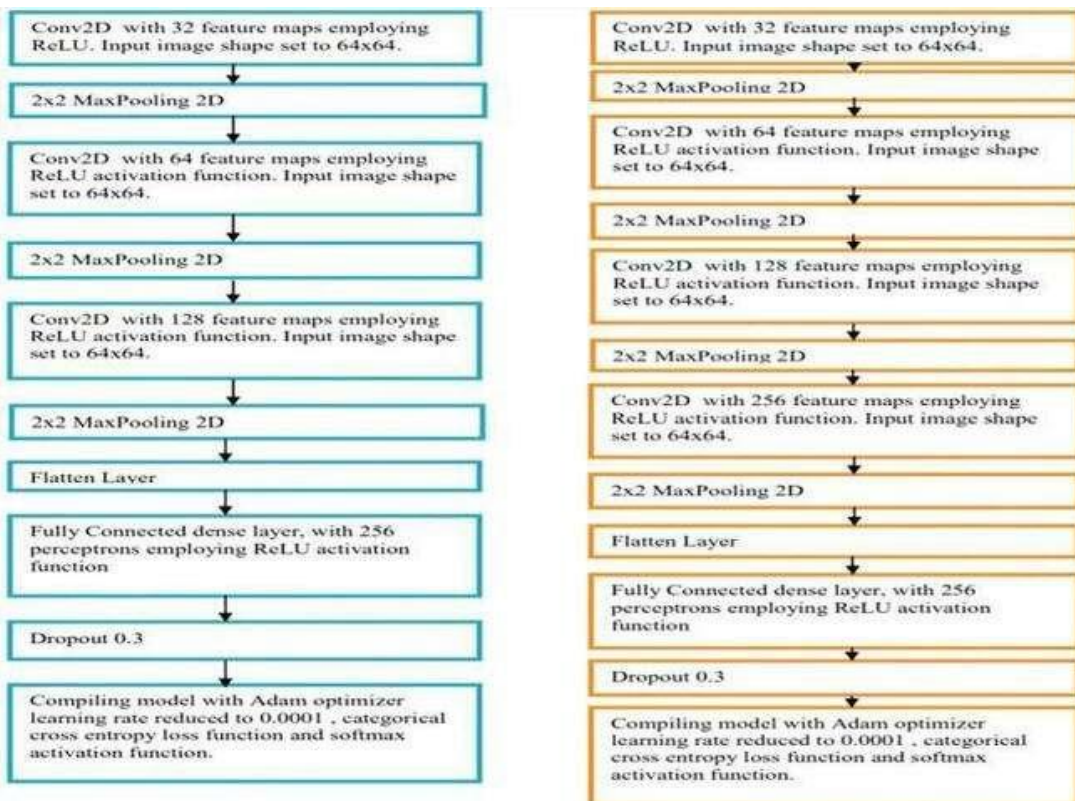 Conv2D with 32 feature maps employing
ReLU. Input image shape set to 64x64.
2x2 MaxPooling 2D
Conv2D with 64 feature maps employing
ReLU activation function. Input image shape
set to 64x64.
2x2 MaxPooling 2D
Conv2D with 128 feature maps employing
ReLU activation function. Input image shape
set to 64x64.
2x2 MaxPooling 2D
Flatten Layer
Fully Connected dense layer, with 256
perceptrons employing ReLU activation
function
Dropout 0.3
Compiling model with Adam optimizer
learning rate reduced to 0.0001 , categorical
cross entropy loss function and softmax
activation function.
Conv2D with 32 feature maps employing
ReLU. Input image shape set to 64x64.
2x2 MaxPooling 2D
Conv2D with 64 feature maps employing
ReLU activation function. Input image shape
set to 64x64.
2x2 MaxPooling 2D
Conv2D with 128 feature maps employing
ReLU activation function. Input image shape
set to 64x64.
2x2 MaxPooling 2D
Conv2D with 256 feature maps employing
ReLU activation function. Input image shape
set to 64x64.
2x2 MaxPooling 2D
Flatten Layer
Fully Connected dense layer, with 256
perceptrons employing ReLU activation
function
Dropout 0.3
Compiling model with Adam optimizer
learning rate reduced to 0.0001 , categorical
cross entropy loss function and softmax
activation function.